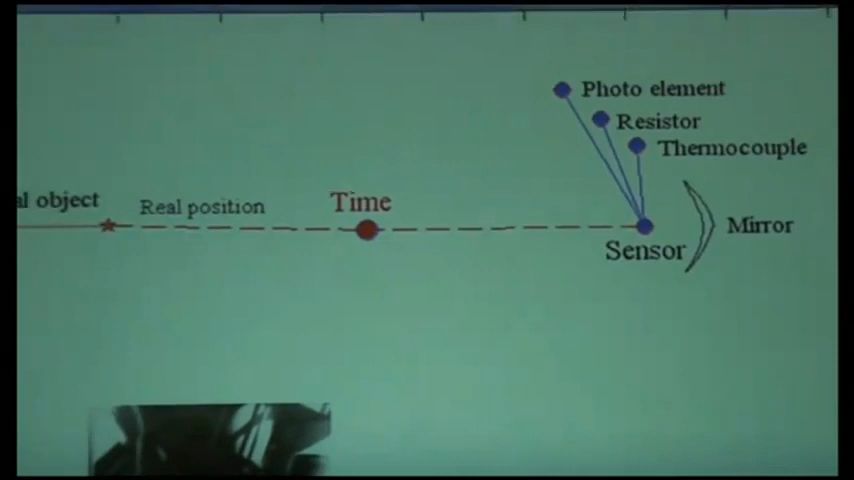 Photo element
Resistor
Thermocouple
al object
Real position
Time
Mirror
Sensor